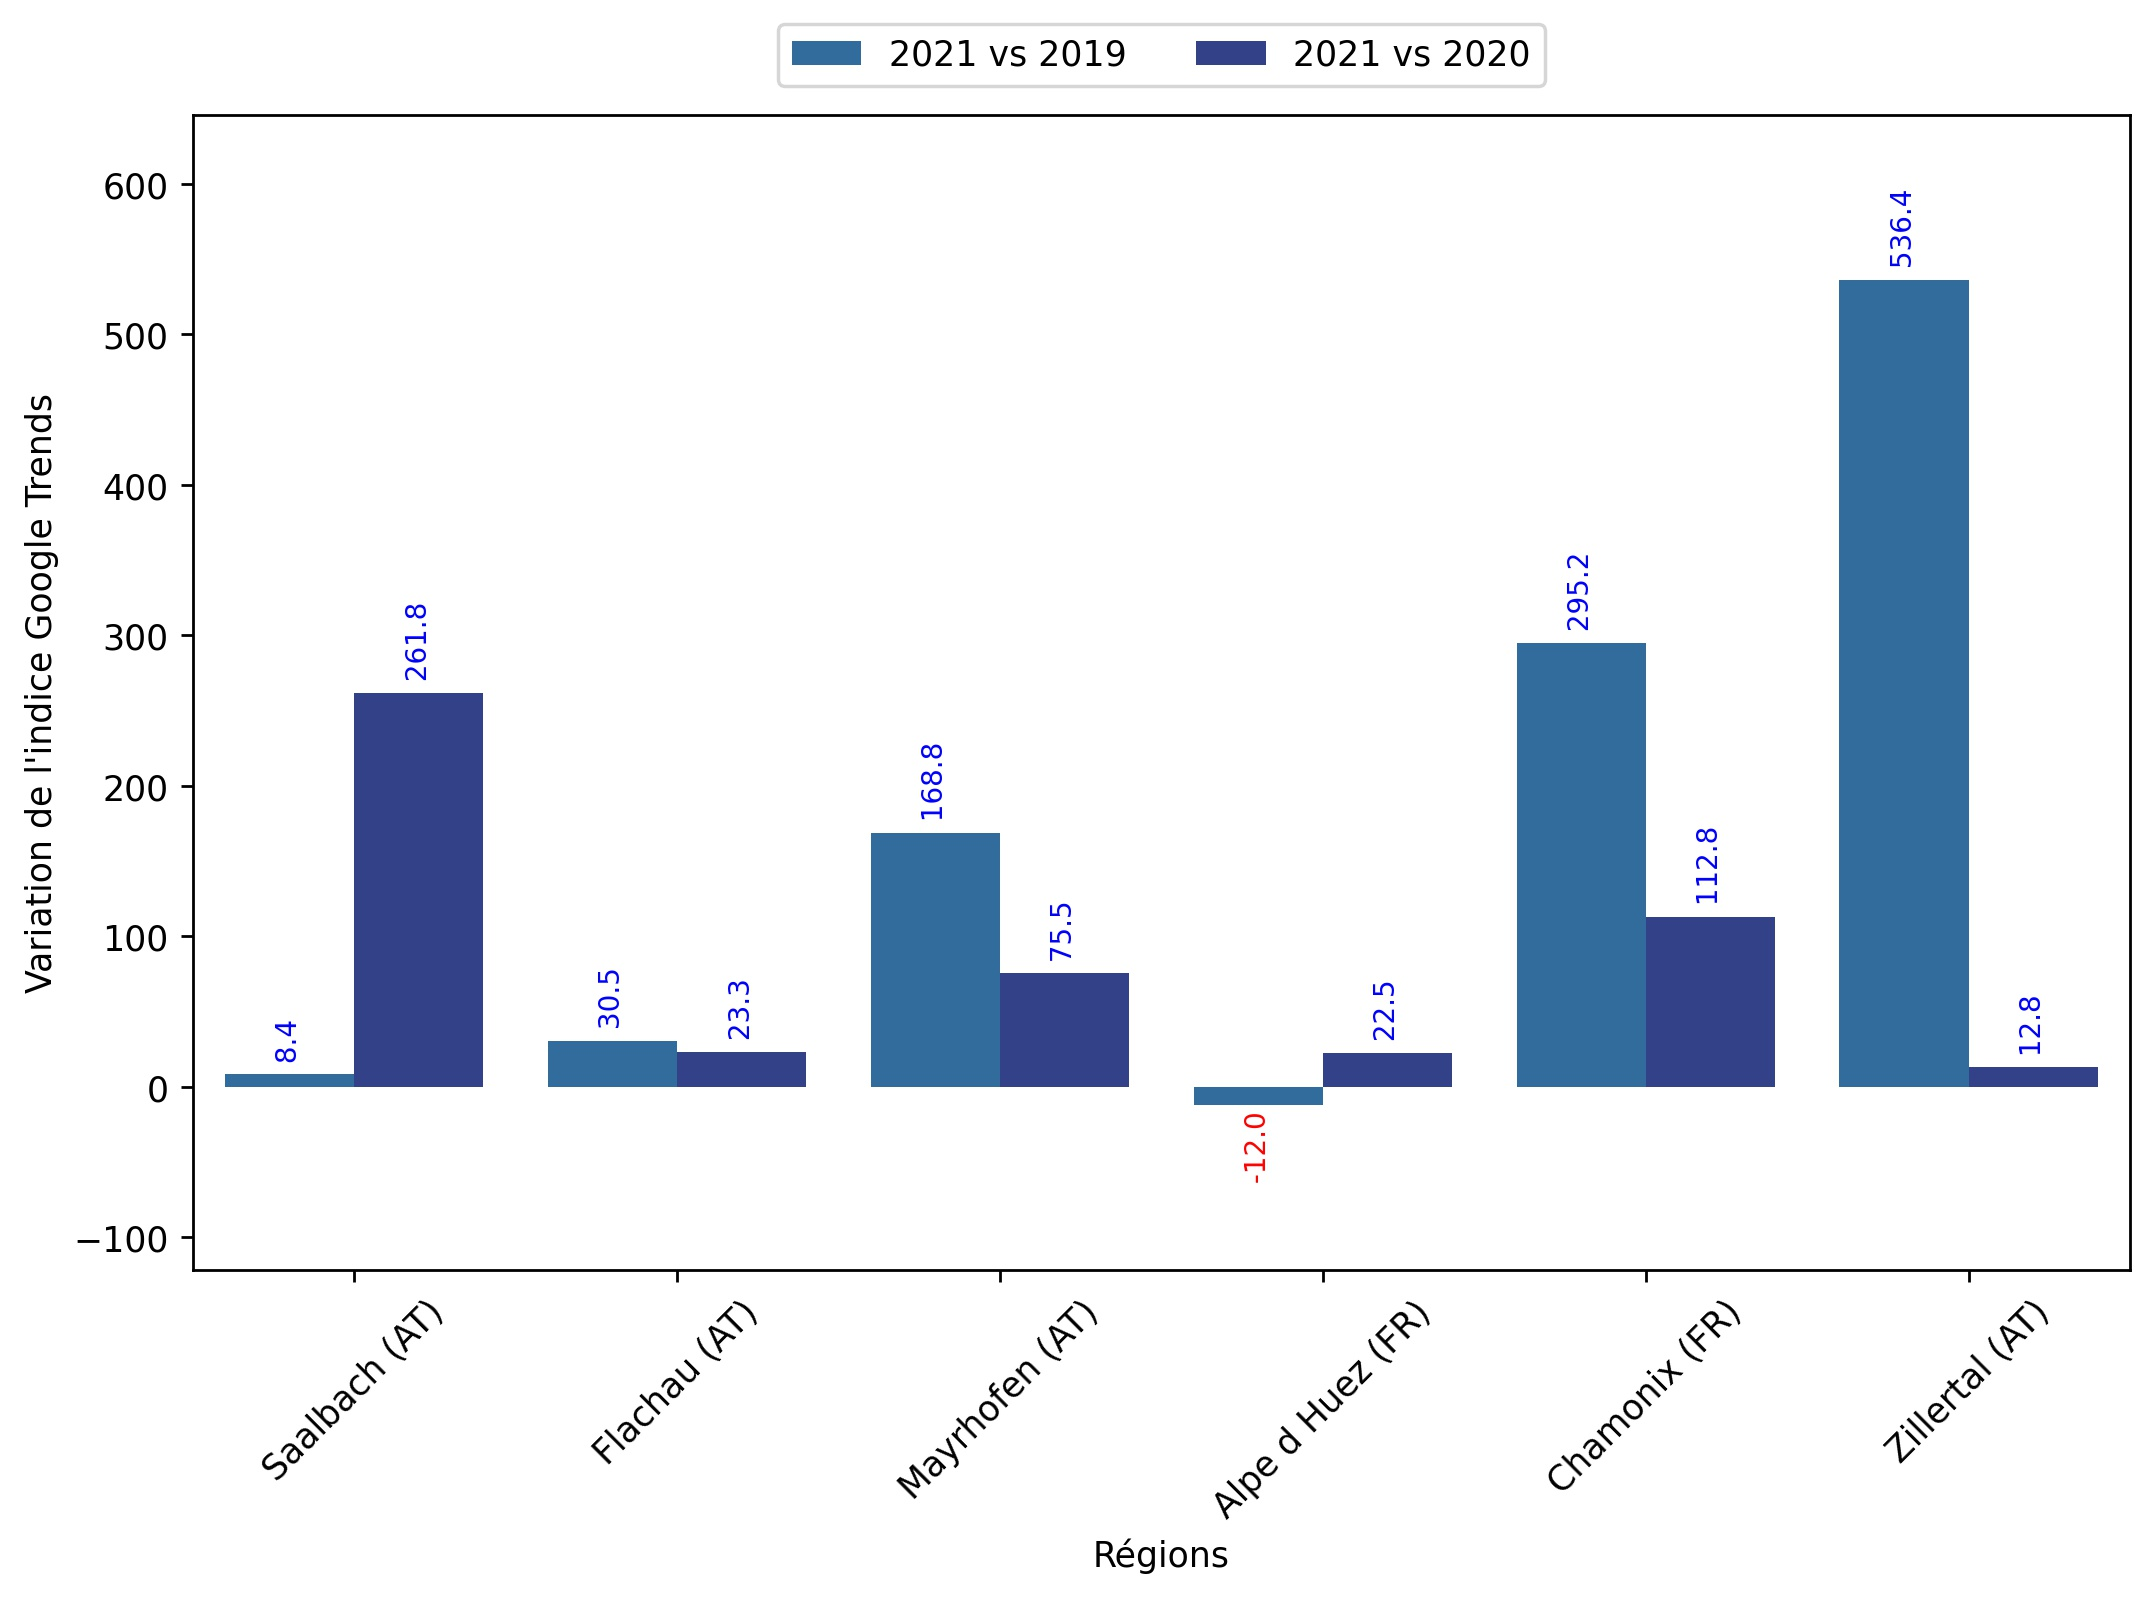 2021 vs 2019
2021 vs 2020
Variation de l'indice Google Trends
600
500
400
300
200
100
0
−100
8.4
261.8
30.5
23.3
168.8
75.5
-12.0
22.5
295.2
112.8
536.4
12.8
Saalbach (AT)
Flachau (AT)
Mayrhofen (AT)
Alpe d Huez (FR)
Chamonix (FR)
Zillertal (AT)
Régions